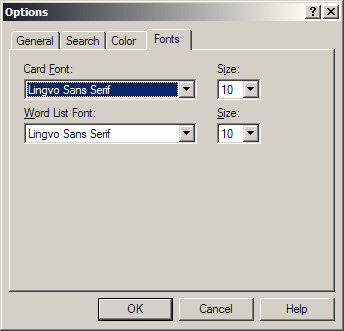 Options
General Search Color Fonts
Card Font: Size:
Lingvo Sans Serif 10
Word List Font: Size:
Lingvo Sans Serif 10
OK Cancel Help